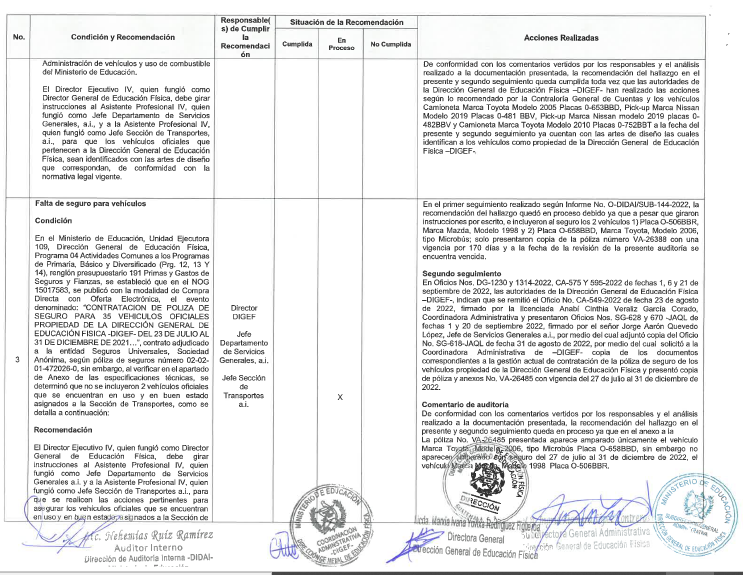 No.
Condición y Recomendación
Responsable(
s) de Cumplir
la
Recomendaci
ón
Situación de la Recomendación
Cumplida
En
Proceso
No Cumplida
Acciones Realizadas
Administración de vehículos y uso de combustible
del Ministerio de Educación.
El Director Ejecutivo IV, quien fungió como
Director General de Educación Física, debe girar
instrucciones al Asistente Profesional IV, quien
fungió como Jefe Departamento de Servicios
Generales, a.i., y a la Asistente Profesional IV,
quien fungió como Jefe Sección de Transportes,
a.i., para que los vehículos oficiales que
pertenecen a la Dirección General de Educación
Física, sean identificados con las artes de diseño
que correspondan, de conformidad con la
normativa legal vigente.
De conformidad con los comentarios vertidos por los responsables y el análisis
realizado a la documentación presentada, la recomendación del hallazgo en el
presente y segundo seguimiento queda cumplida toda vez que las autoridades de
la Dirección General de Educación Física –DIGEF- han realizado las acciones
según lo recomendado por la Contraloría General de Cuentas y los vehículos
Camioneta Marca Toyota Modelo 2005 Placas 0-653BBD, Pick-up Marca Nissan
Modelo 2019 Placas 0-481 BBV, Pick-up Marca Nissan modelo 2019 placas 0-
482BBV y Camioneta Marca Toyota Modelo 2010 Placas 0-752BBT a la fecha del
presente y segundo seguimiento ya cuentan con las artes de diseño las cuales
identifican a los vehículos como propiedad de la Dirección General de Educación
Física –DIGEF-.
3
Falta de seguro para vehículos
Condición
En el Ministerio de Educación, Unidad Ejecutora
109, Dirección General de Educación Física,
Programa 04 Actividades Comunes a los Programas
de Primaria, Básico y Diversificado (Prg. 12, 13 Y
14), renglón presupuestario 191 Primas y Gastos de
Seguros y Fianzas, se estableció que en el NOG
15017583, se publicó con la modalidad de Compra
Directa con Oferta Electrónica, el evento
denominado: "CONTRATACION DE POLIZA DE
SEGURO PARA 35 VEHICULOS OFICIALES
PROPIEDAD DE LA DIRECCIÓN GENERAL DE
EDUCACIÓN FISICA -DIGEF- DEL 23 DE JULIO AL
31 DE DICIEMBRE DE 2021...", contrato adjudicado
a la entidad Seguros Universales, Sociedad
Anónima, según póliza de seguros número 02-02-
01-472026-0, sin embargo, al verificar en el apartado
de Anexo de las especificaciones técnicas, se
determinó que no se incluyeron 2 vehículos oficiales
que se encuentran en uso y en buen estado
asignados a la Sección de Transportes, como se
detalla a continuación:
Recomendación
El Director Ejecutivo IV, quien fungió como Director
General de Educación Física, debe girar
instrucciones al Asistente Profesional IV, quien
fungió como Jefe Departamento de Servicios
Generales a.i. y a la Asistente Profesional IV, quien
fungió como Jefe Sección de Transportes a.i., para
que se realicen las acciones pertinentes para
asegurar los vehículos oficiales que se encuentran
en uso y en buen estado asignados a la Sección de
Director
DIGEF
Jefe
Departamento
de Servicios
Generales, a.i.
Jefe Sección
de
Transportes
a.i.
X
En el primer seguimiento realizado según Informe No. O-DIDAI/SUB-144-2022, la
recomendación del hallazgo quedó en proceso debido ya que a pesar que giraron
instrucciones por escrito, e incluyeron al seguro los 2 vehículos 1) Placa O-506BBR,
Marca Mazda, Modelo 1998 y 2) Placa O-658BBD, Marca Toyota, Modelo 2006,
tipo Microbús; solo presentaron copia de la póliza número VA-26388 con una
vigencia por 170 días y a la fecha de la revisión de la presente auditoría se
encuentra vencida.
Segundo seguimiento
En Oficios Nos. DG-1230 y 1314-2022, CA-575 Y 595-2022 de fechas 1, 6 y 21 de
septiembre de 2022, las autoridades de la Dirección General de Educación Física
–DIGEF-, indican que se remitió el Oficio No. CA-549-2022 de fecha 23 de agosto
de 2022, firmado por la licenciada Anabí Cinthia Veraliz García Corado,
Coordinadora Administrativa y presentaron Oficios Nos. SG-628 y 670 -JAQL de
fechas 1 y 20 de septiembre 2022, firmado por el señor Jorge Aarón Quevedo
López, Jefe de Servicios Generales a.i., por medio del cual adjuntó copia del Oficio
No. SG-618-JAQL de fecha 31 de agosto de 2022, por medio del cual solicitó a la
Coordinadora Administrativa de –DIGEF- copia de los documentos
correspondientes a la gestión actual de contratación de la póliza de seguro de los
vehículos propiedad de la Dirección General de Educación Física y presentó copia
de póliza y anexos No. VA-26485 con vigencia del 27 de julio al 31 de diciembre de
2022.
Comentario de auditoría
De conformidad con los comentarios vertidos por los responsables y el análisis
realizado a la documentación presentada, la recomendación del hallazgo en el
presente y segundo seguimiento queda en proceso ya que en el anexo a la
La póliza No. VA-26485 presentada aparece amparado únicamente el vehículo
Marca Toyota, Modelo 2006, tipo Microbús Placa O-658BBD, sin embargo no
aparece amparado con seguro del 27 de julio al 31 de diciembre de 2022, el
vehículo Marca Mazda, Modelo 1998 Placa O-506BBR.
Lic. Nehemías Ruiz Ramírez
Auditor Interno
Dirección de Auditoría Interna -DIDAI-
MINISTERIO DE EDUCACIÓN
COORDINACIÓN
ADMINISTRATIVA
-DIGEF-
DIRECCIÓN
Directora General
Dirección General de Educación Física
Subdirectora General Administrativa
Dirección General de Educación Física
MINISTERIO DE EDUCACIÓN